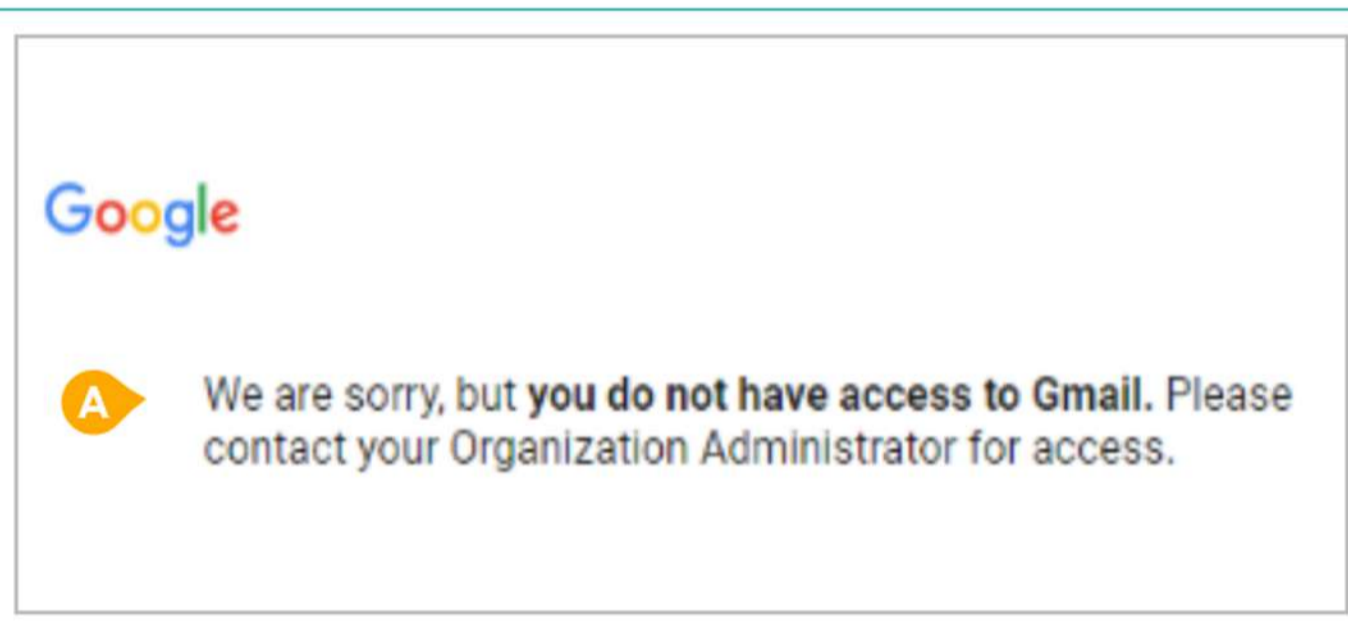 Google
A
We are sorry, but you do not have access to Gmail. Please
contact your Organization Administrator for access.